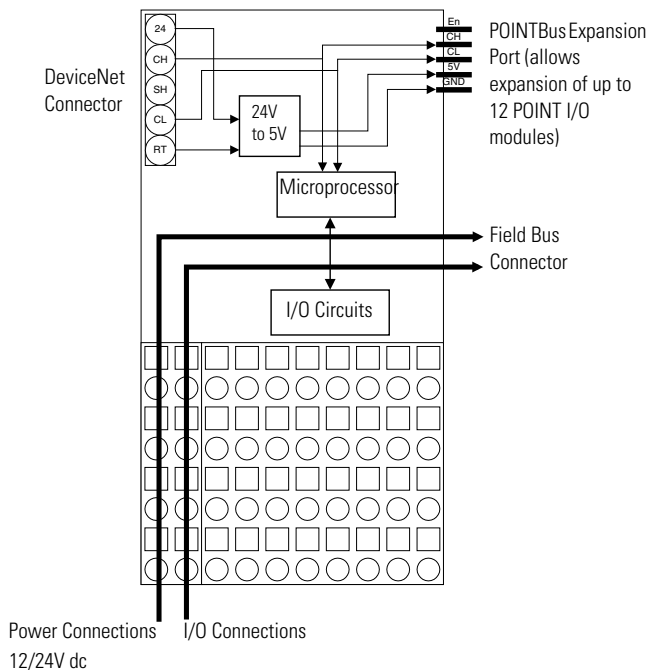 24
CH
SH
CL
RT
DeviceNet
Connector
24V
to 5V
En
CH
CL
5V
GND
POINTBus Expansion
Port (allows
expansion of up to
12 POINT I/O
modules)
Microprocessor
Field Bus
Connector
I/O Circuits
Power Connections
12/24V dc
I/O Connections